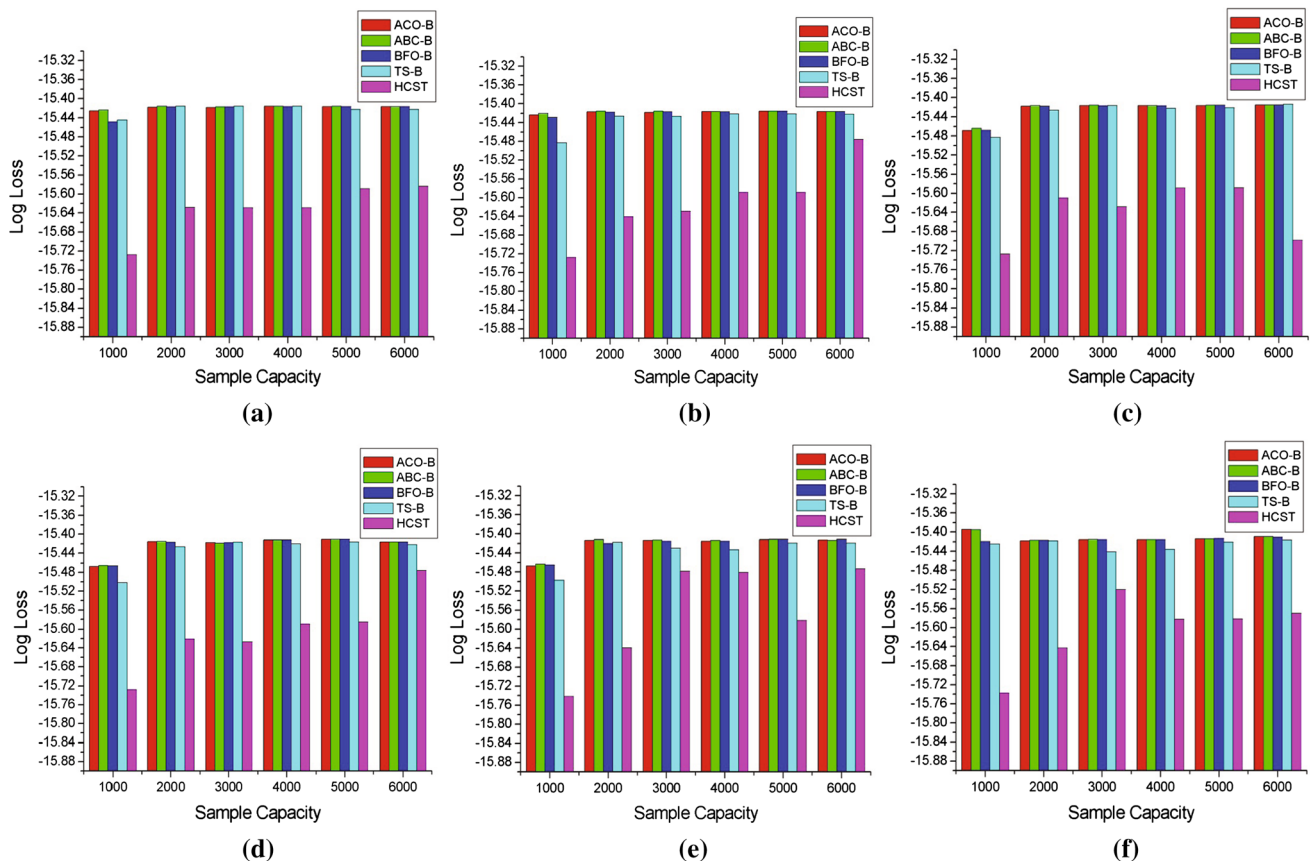 ACO-B
ABC-B
BFO-B
TS-B
HCST
-15.32
-15.36
-15.40
-15.44
-15.48
-15.52
-15.56
-15.60
-15.64
-15.68
-15.72
-15.76
-15.80
-15.84
-15.88
Log Loss
1000 2000 3000 4000 5000 6000
Sample Capacity
(a)
ACO-B
ABC-B
BFO-B
TS-B
HCST
-15.32
-15.36
-15.40
-15.44
-15.48
-15.52
-15.56
-15.60
-15.64
-15.68
-15.72
-15.76
-15.80
-15.84
-15.88
Log Loss
1000 2000 3000 4000 5000 6000
Sample Capacity
(b)
ACO-B
ABC-B
BFO-B
TS-B
HCST
-15.32
-15.36
-15.40
-15.44
-15.48
-15.52
-15.56
-15.60
-15.64
-15.68
-15.72
-15.76
-15.80
-15.84
-15.88
Log Loss
1000 2000 3000 4000 5000 6000
Sample Capacity
(c)
ACO-B
ABC-B
BFO-B
TS-B
HCST
-15.32
-15.36
-15.40
-15.44
-15.48
-15.52
-15.56
-15.60
-15.64
-15.68
-15.72
-15.76
-15.80
-15.84
-15.88
Log Loss
1000 2000 3000 4000 5000 6000
Sample Capacity
(d)
ACO-B
ABC-B
BFO-B
TS-B
HCST
-15.32
-15.36
-15.40
-15.44
-15.48
-15.52
-15.56
-15.60
-15.64
-15.68
-15.72
-15.76
-15.80
-15.84
-15.88
Log Loss
1000 2000 3000 4000 5000 6000
Sample Capacity
(e)
ACO-B
ABC-B
BFO-B
TS-B
HCST
-15.32
-15.36
-15.40
-15.44
-15.48
-15.52
-15.56
-15.60
-15.64
-15.68
-15.72
-15.76
-15.80
-15.84
-15.88
Log Loss
1000 2000 3000 4000 5000 6000
Sample Capacity
(f)